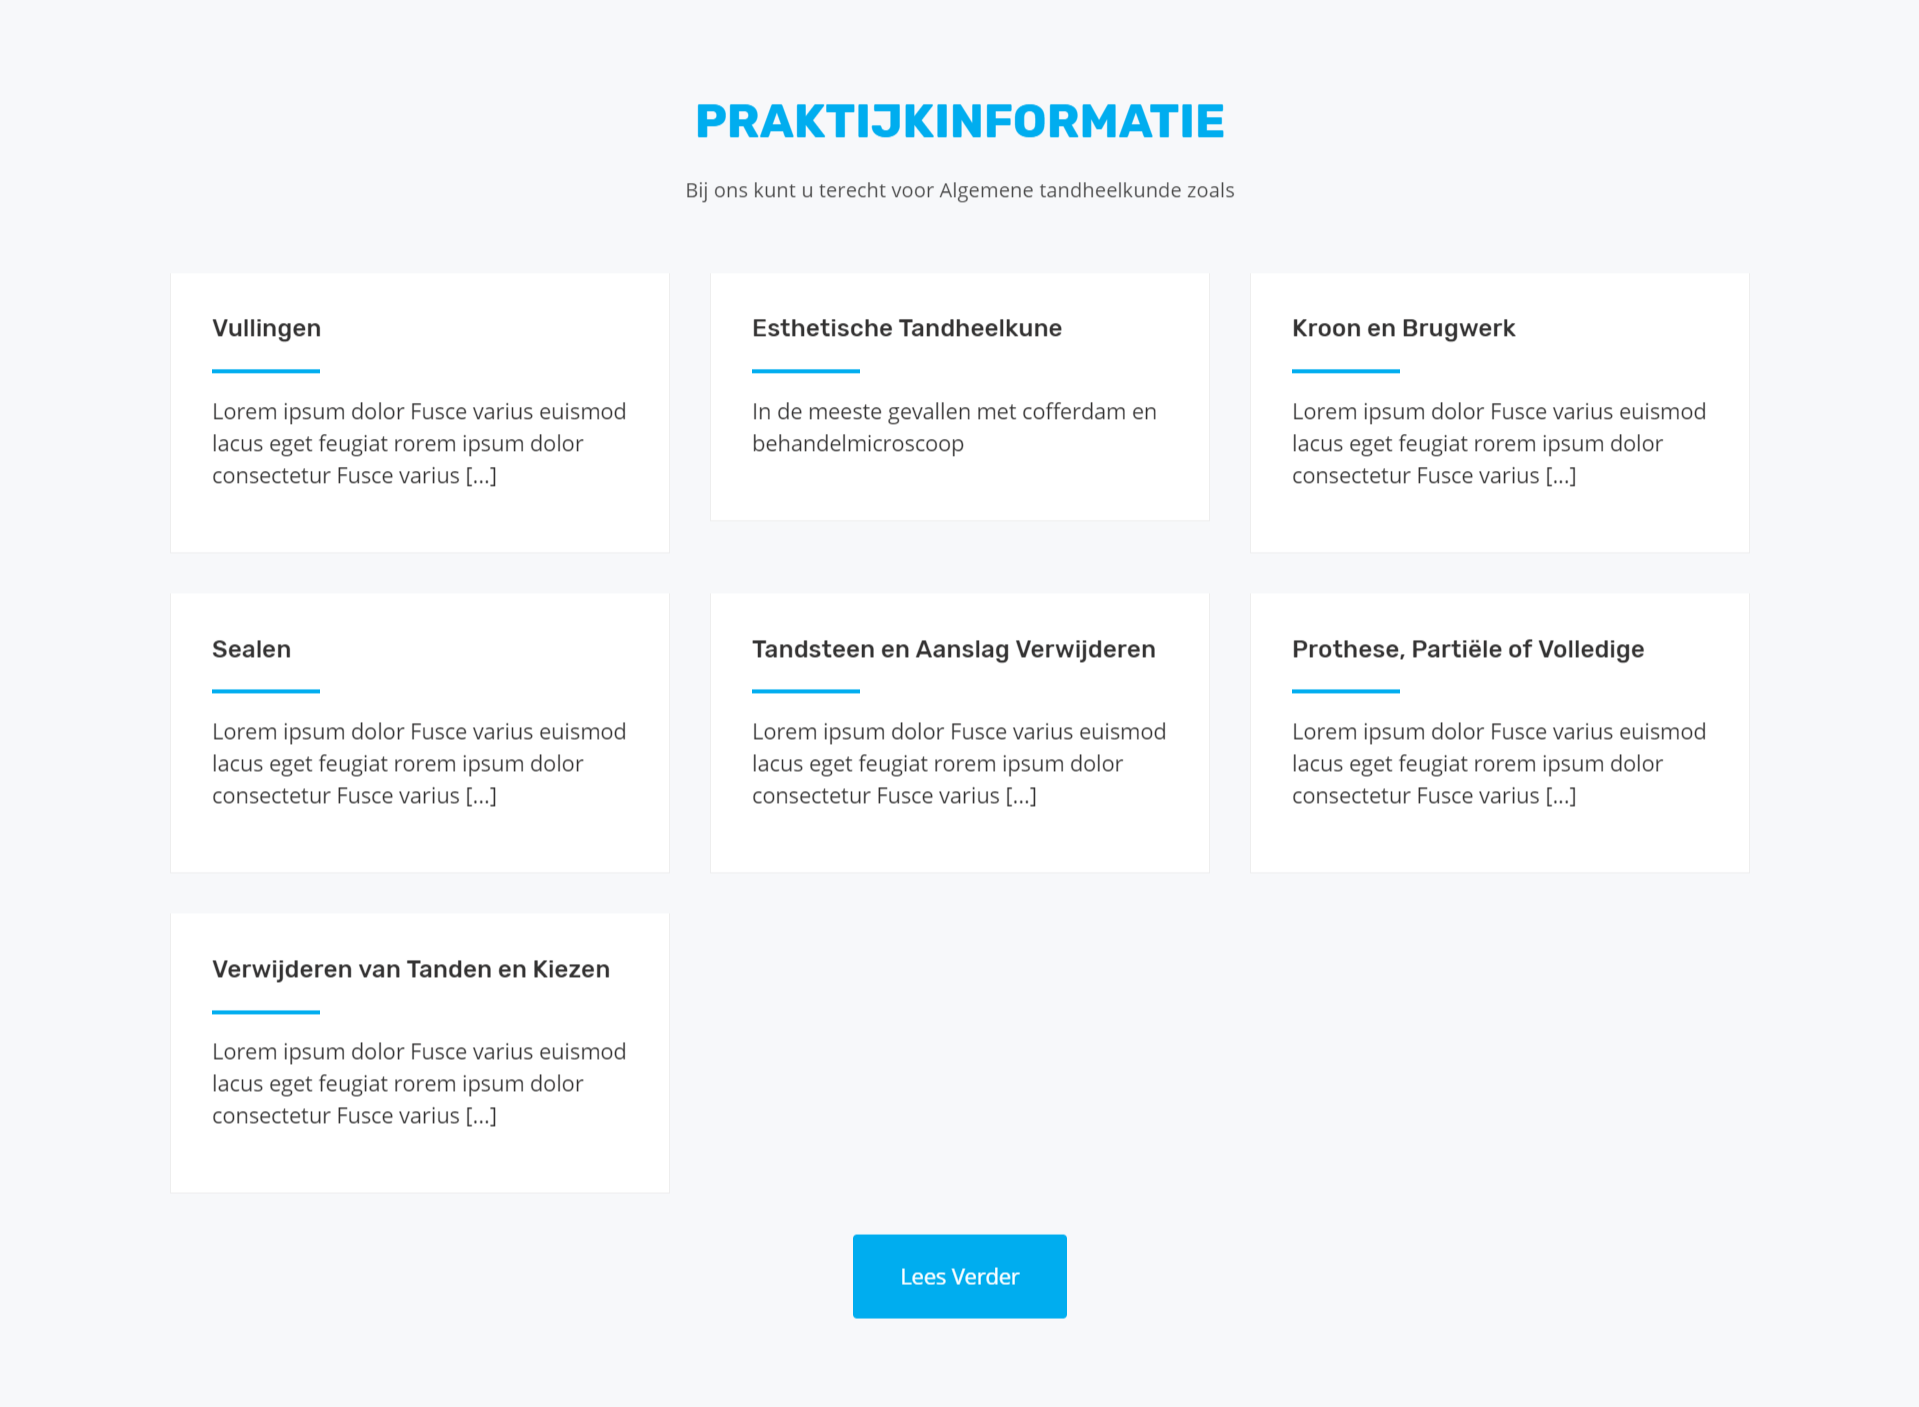 PRAKTIJKINFORMATIE
Bij ons kunt u terecht voor Algemene tandheelkunde zoals
Vullingen
Lorem ipsum dolor Fusce varius euismod
lacus eget feugiat rorem ipsum dolor
consectetur Fusce varius [...]
Esthetische Tandheelkune
In de meeste gevallen met cofferdam en
behandelmicroscoop
Kroon en Brugwerk
Lorem ipsum dolor Fusce varius euismod
lacus eget feugiat rorem ipsum dolor
consectetur Fusce varius [...]
Sealen
Lorem ipsum dolor Fusce varius euismod
lacus eget feugiat rorem ipsum dolor
consectetur Fusce varius [...]
Tandsteen en Aanslag Verwijderen
Lorem ipsum dolor Fusce varius euismod
lacus eget feugiat rorem ipsum dolor
consectetur Fusce varius [...]
Prothese, Partiële of Volledige
Lorem ipsum dolor Fusce varius euismod
lacus eget feugiat rorem ipsum dolor
consectetur Fusce varius [...]
Verwijderen van Tanden en Kiezen
Lorem ipsum dolor Fusce varius euismod
lacus eget feugiat rorem ipsum dolor
consectetur Fusce varius [...]
Lees Verder